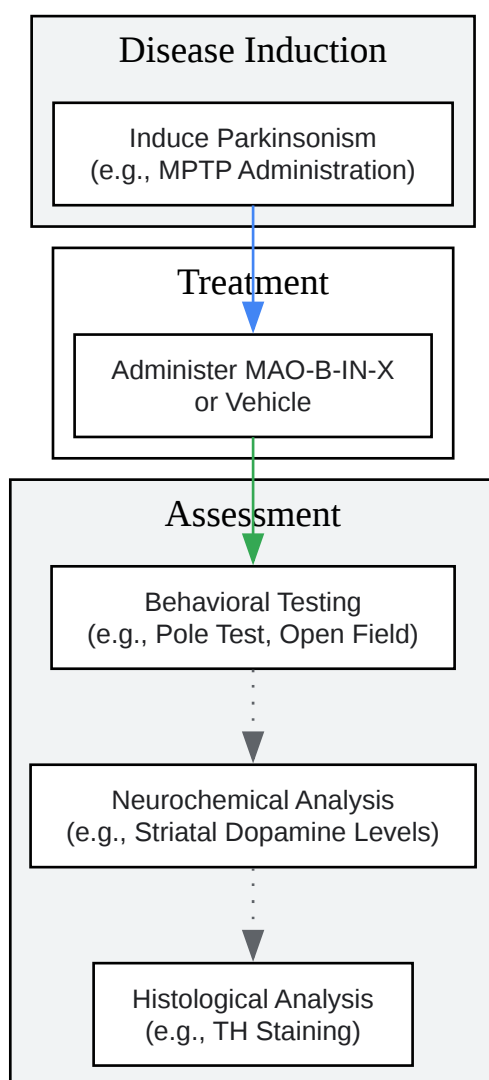 Disease Induction
Induce Parkinsonism
(e.g., MPTP Administration)
Treatment
Administer MAO-B-IN-X
or Vehicle
Assessment
Behavioral Testing
(e.g., Pole Test, Open Field)
Neurochemical Analysis
(e.g., Striatal Dopamine Levels)
Histological Analysis
(e.g., TH Staining)